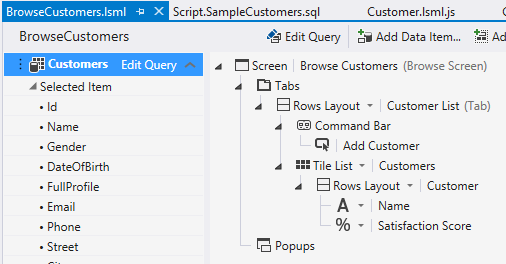 BrowseCustomers.lsml Script.SampleCustomers.sql Customer.lsml.js
BrowseCustomers Edit Query Add Data Item...
Customers Edit Query
Selected Item
Id
Name
Gender
DateOfBirth
FullProfile
Email
Phone
Street
Screen Browse Customers (Browse Screen)
Tabs
Rows Layout Customer List (Tab)
Command Bar
Add Customer
Tile List Customers
Rows Layout Customer
A Name
% Satisfaction Score
Popups